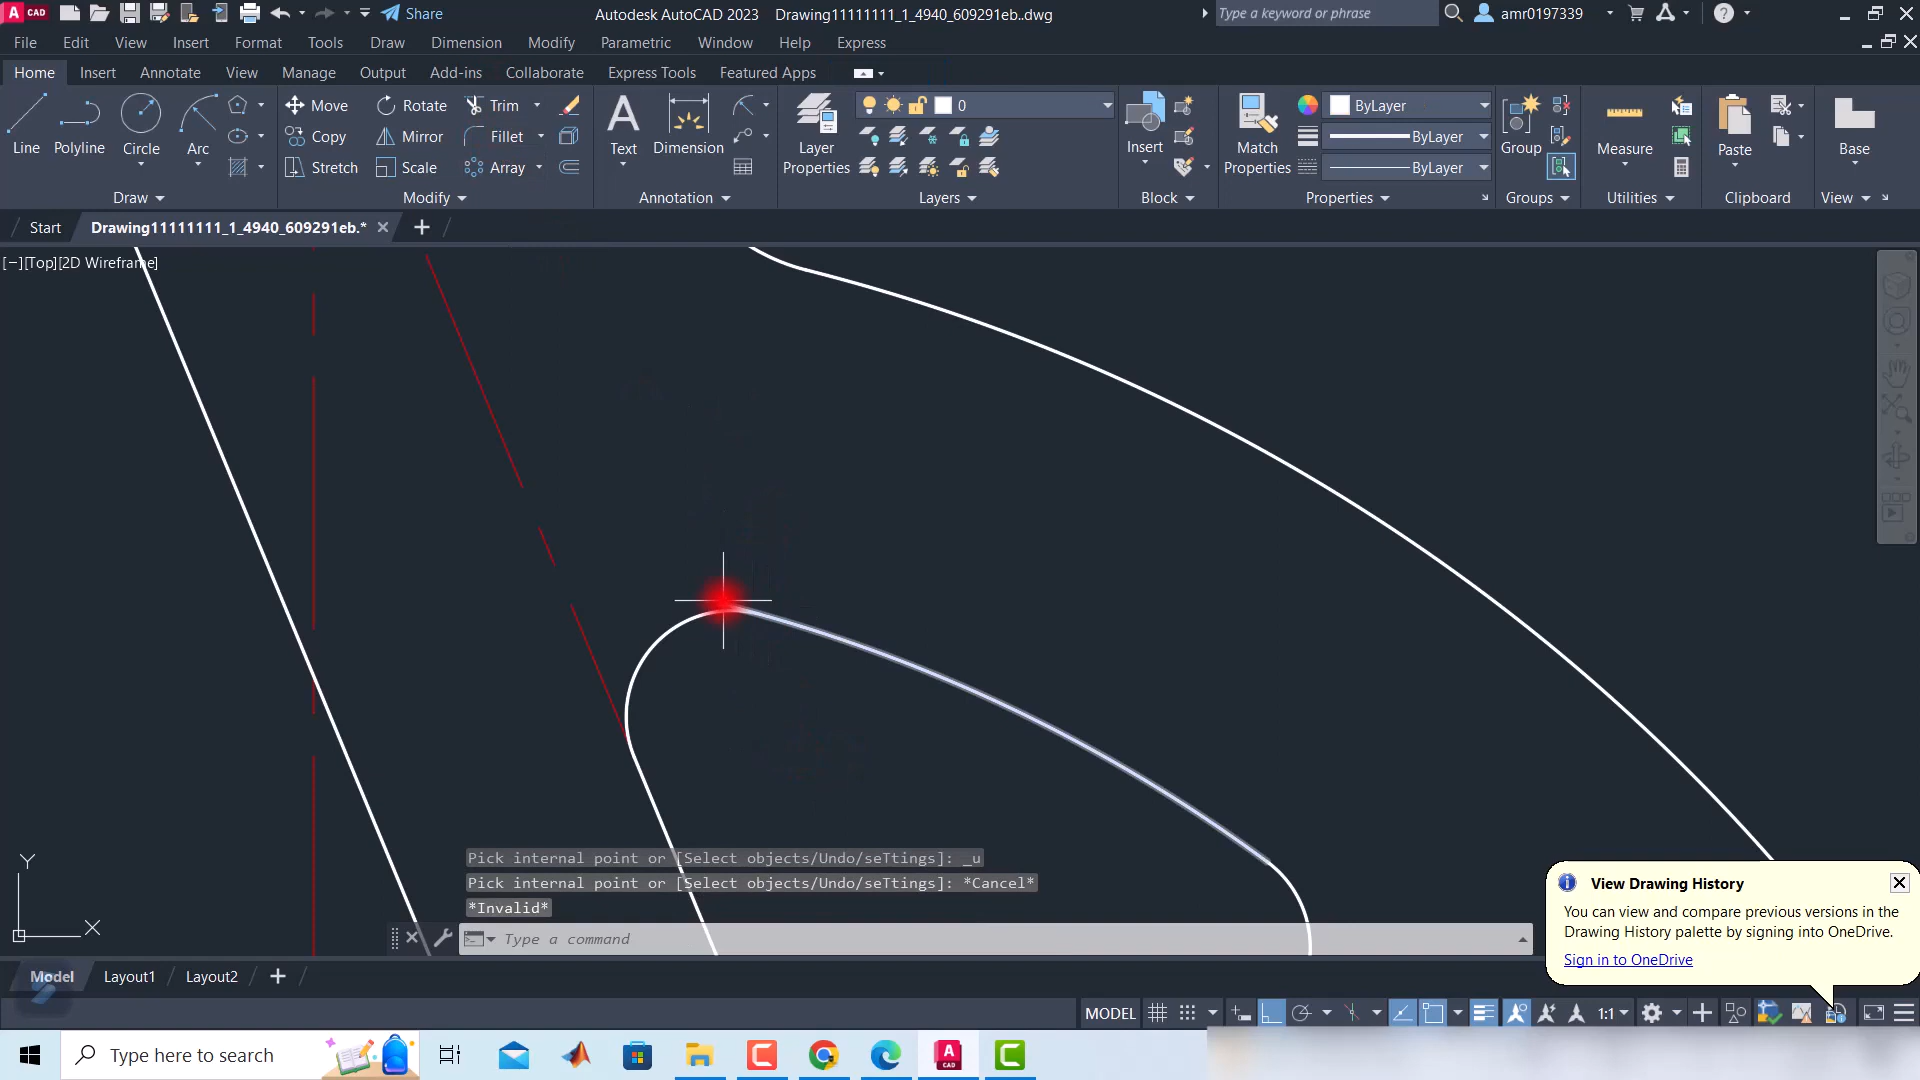 A CAD Share Autodesk AutoCAD 2023 Drawing11111111_1_4940_609291eb..dwg Type a keyword or phrase amr0197339
File Edit View Insert Format Tools Draw Dimension Modify Parametric Window Help Express
Home Insert Annotate View Manage Output Add-ins Collaborate Express Tools Featured Apps
Line Polyline Circle Arc
Move Rotate Trim
Copy Mirror Fillet
Stretch Scale Array
Text Dimension
Layer Properties
0
Insert
Match Properties
ByLayer
ByLayer
ByLayer
Group
Measure
Paste
Base
Draw Modify Annotation Layers Block Properties Groups Utilities Clipboard View
Start Drawing11111111_1_4940_609291eb.* +
[−][Top][2D Wireframe]
Y
X
Pick internal point or [Select objects/Undo/seTtings]: _u
Pick internal point or [Select objects/Undo/seTtings]: *Cancel*
*Invalid*
Type a command
View Drawing History
You can view and compare previous versions in the
Drawing History palette by signing into OneDrive.
Sign in to OneDrive
Model Layout1 Layout2 +
MODEL 1:1
Type here to search
A CAD